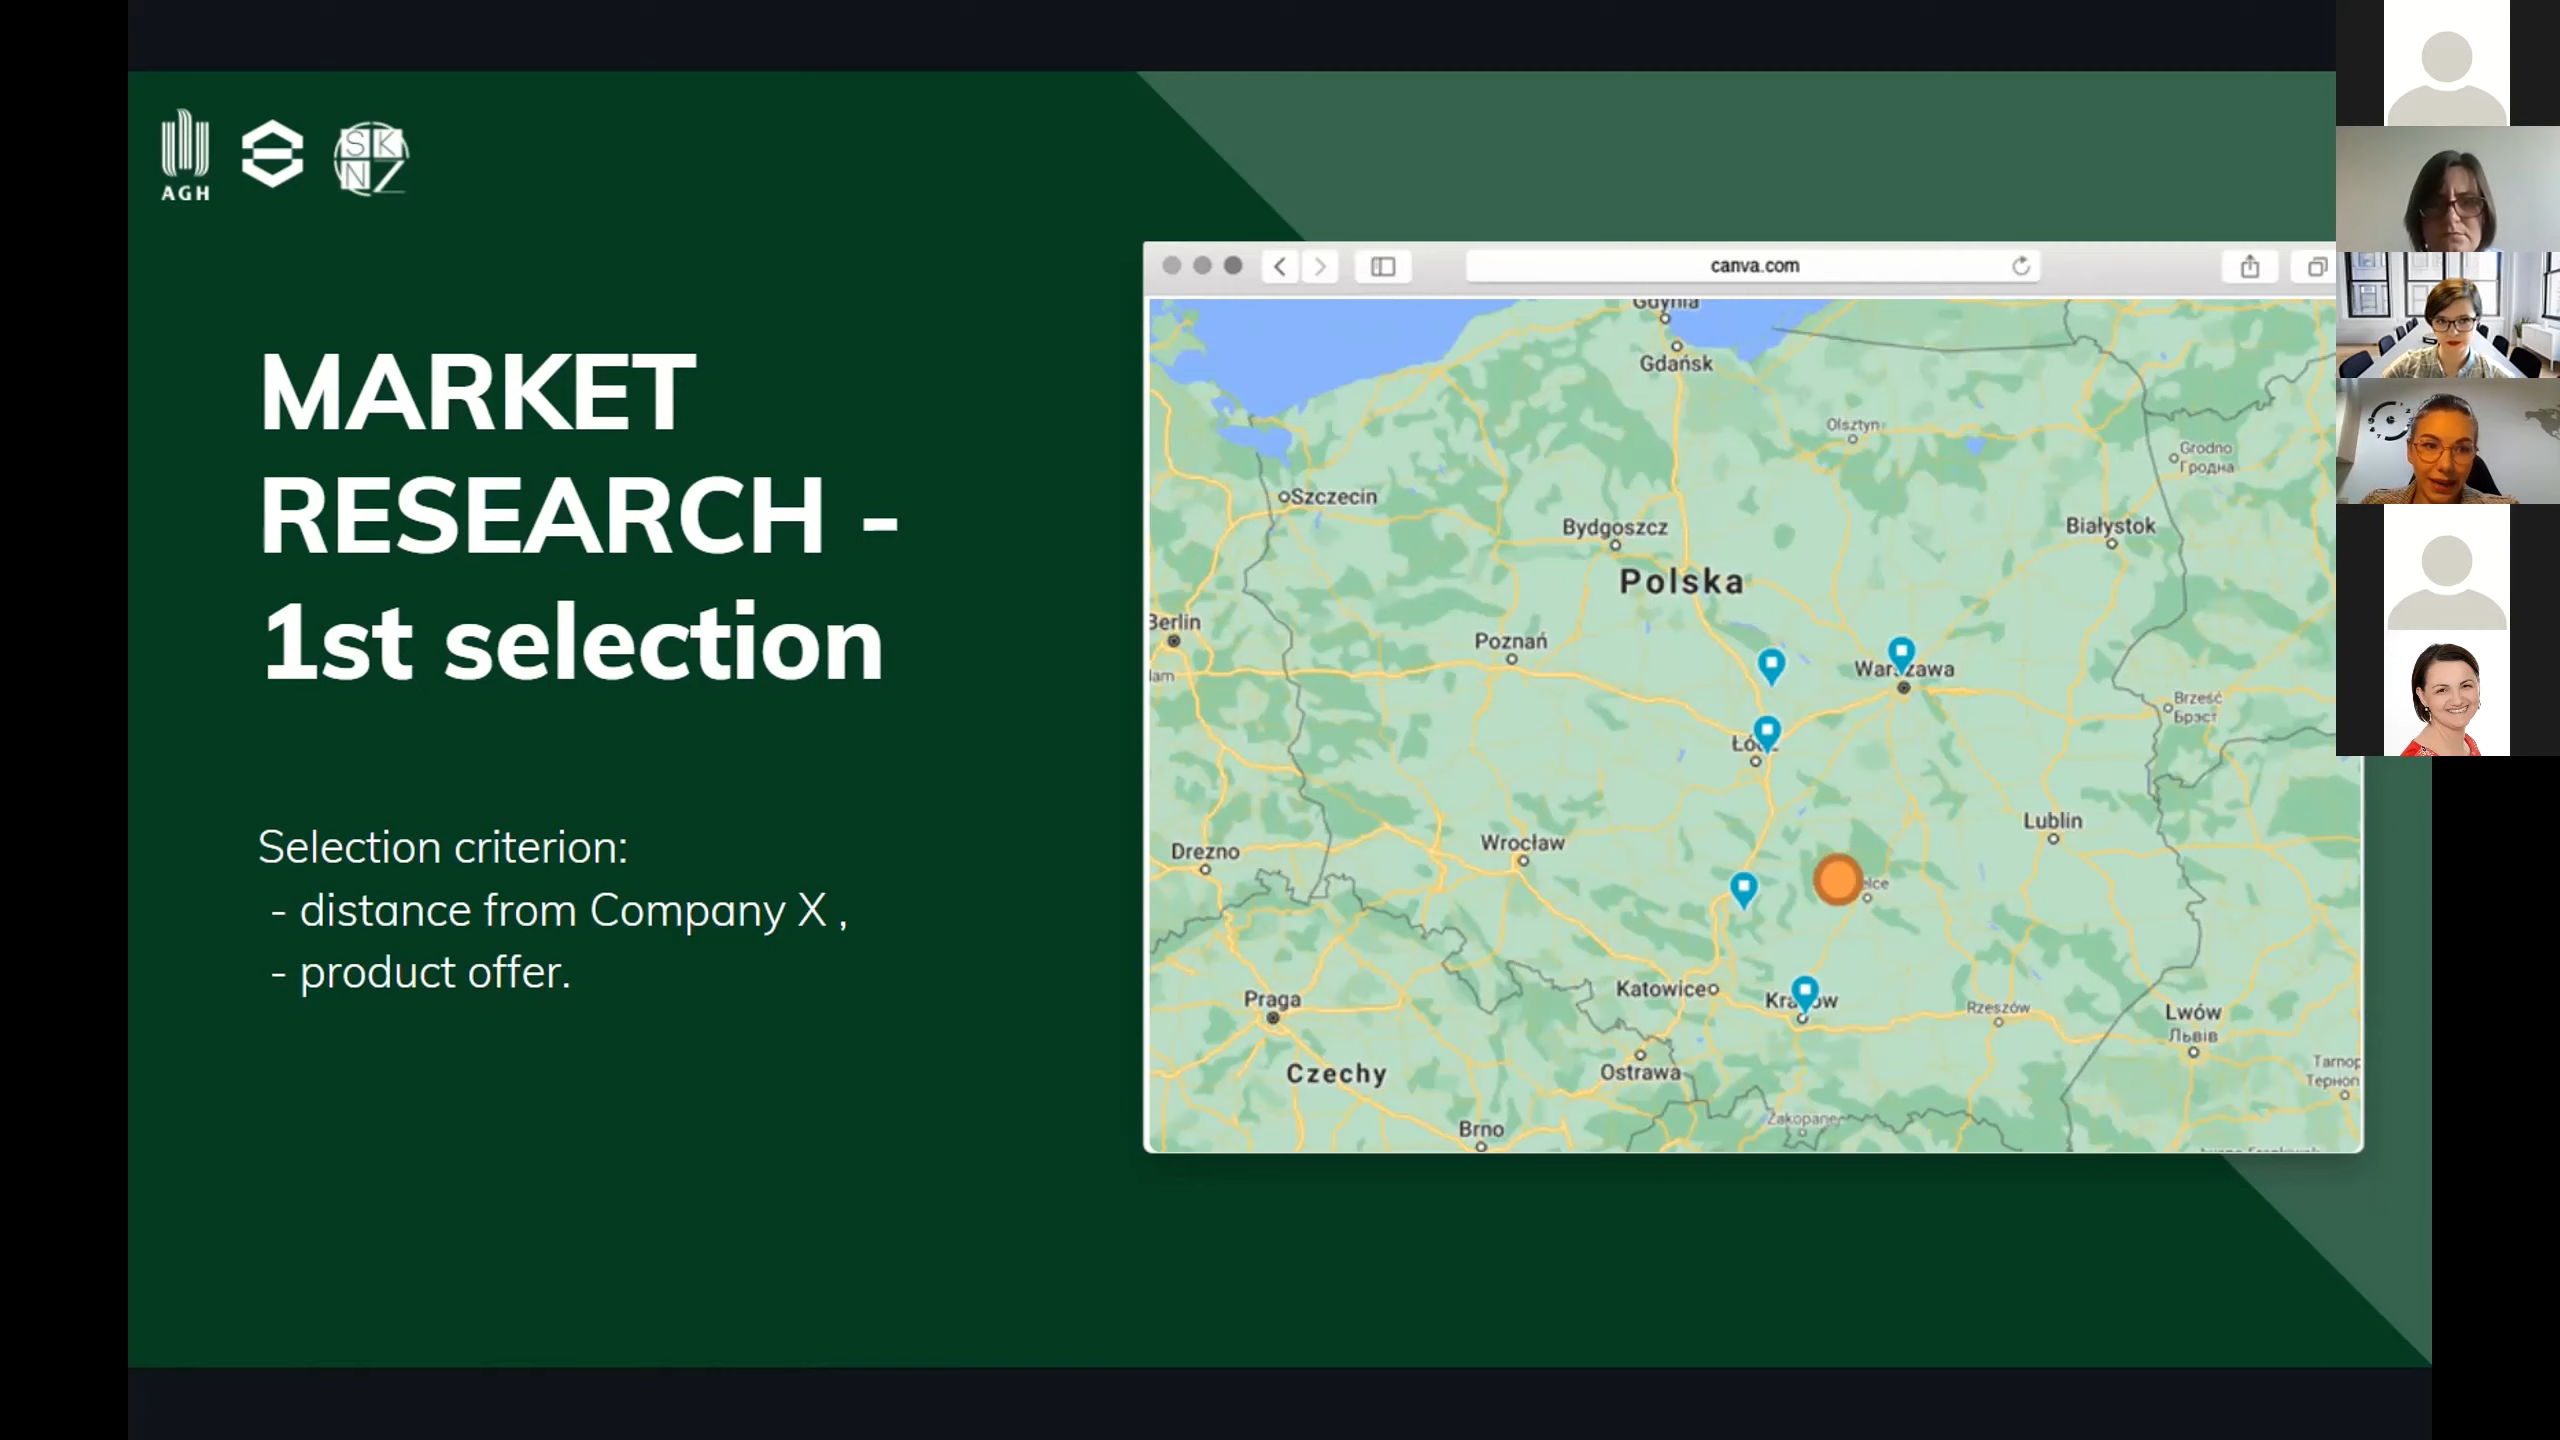 AGH
SK
NZ
MARKET
RESEARCH -
1st selection
Selection criterion:
- distance from Company X ,
- product offer.
canva.com
Gdynia
Gdańsk
Olsztyn
Grodno
Гродна
Szczecin
Bydgoszcz
Białystok
Polska
Berlin
Poznań
Warszawa
Brześć
Брэст
Lublin
Wrocław
Drezno
Katowice
Kraków
Rzeszów
Praga
Lwów
Львів
Ostrawa
Czechy
Zakopane
Brno